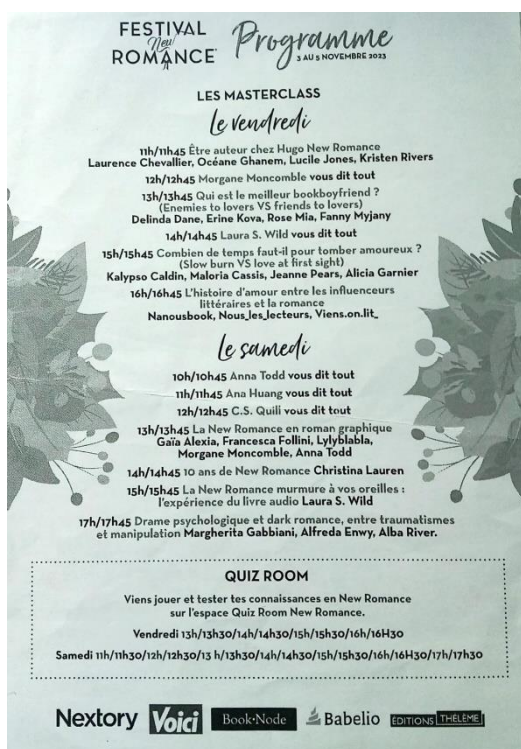 FESTIVAL
New
ROMANCE
Programme
3 AU 5 NOVEMBRE 2023
LES MASTERCLASS
Le vendredi
11h/11h45 Être auteur chez Hugo New Romance
Laurence Chevallier, Océane Ghanem, Lucile Jones, Kristen Rivers
12h/12h45 Morgane Moncomble vous dit tout
13h/13h45 Qui est le meilleur bookboyfriend ?
(Enemies to lovers VS friends to lovers)
Delinda Dane, Erine Kova, Rose Mia, Fanny Myjany
14h/14h45 Laura S. Wild vous dit tout
15h/15h45 Combien de temps faut-il pour tomber amoureux ?
(Slow burn VS love at first sight)
Kalypso Caldin, Maloria Cassis, Jeanne Pears, Alicia Garnier
16h/16h45 L'histoire d'amour entre les influenceurs
littéraires et la romance
Nanousbook, Nous_les_lecteurs, Viens.on.lit_
Le samedi
10h/10h45 Anna Todd vous dit tout
11h/11h45 Ana Huang vous dit tout
12h/12h45 C.S. Quili vous dit tout
13h/13h45 La New Romance en roman graphique
Gaïa Alexia, Francesca Follini, Lylyblabla,
Morgane Moncomble, Anna Todd
14h/14h45 10 ans de New Romance Christina Lauren
15h/15h45 La New Romance murmure à vos oreilles :
l'expérience du livre audio Laura S. Wild
17h/17h45 Drame psychologique et dark romance, entre traumatismes
et manipulation Margherita Gabbiani, Alfreda Enwy, Alba River.
QUIZ ROOM
Viens jouer et tester tes connaissances en New Romance
sur l'espace Quiz Room New Romance.
Vendredi 13h/13h30/14h/14h30/15h/15h30/16h/16H30
Samedi 11h/11h30/12h/12h30/13 h/13h30/14h/14h30/15h/15h30/16h/16H30/17h/17h30
Nextory Voici Book•Node Babelio EDITIONS THÉLÈME